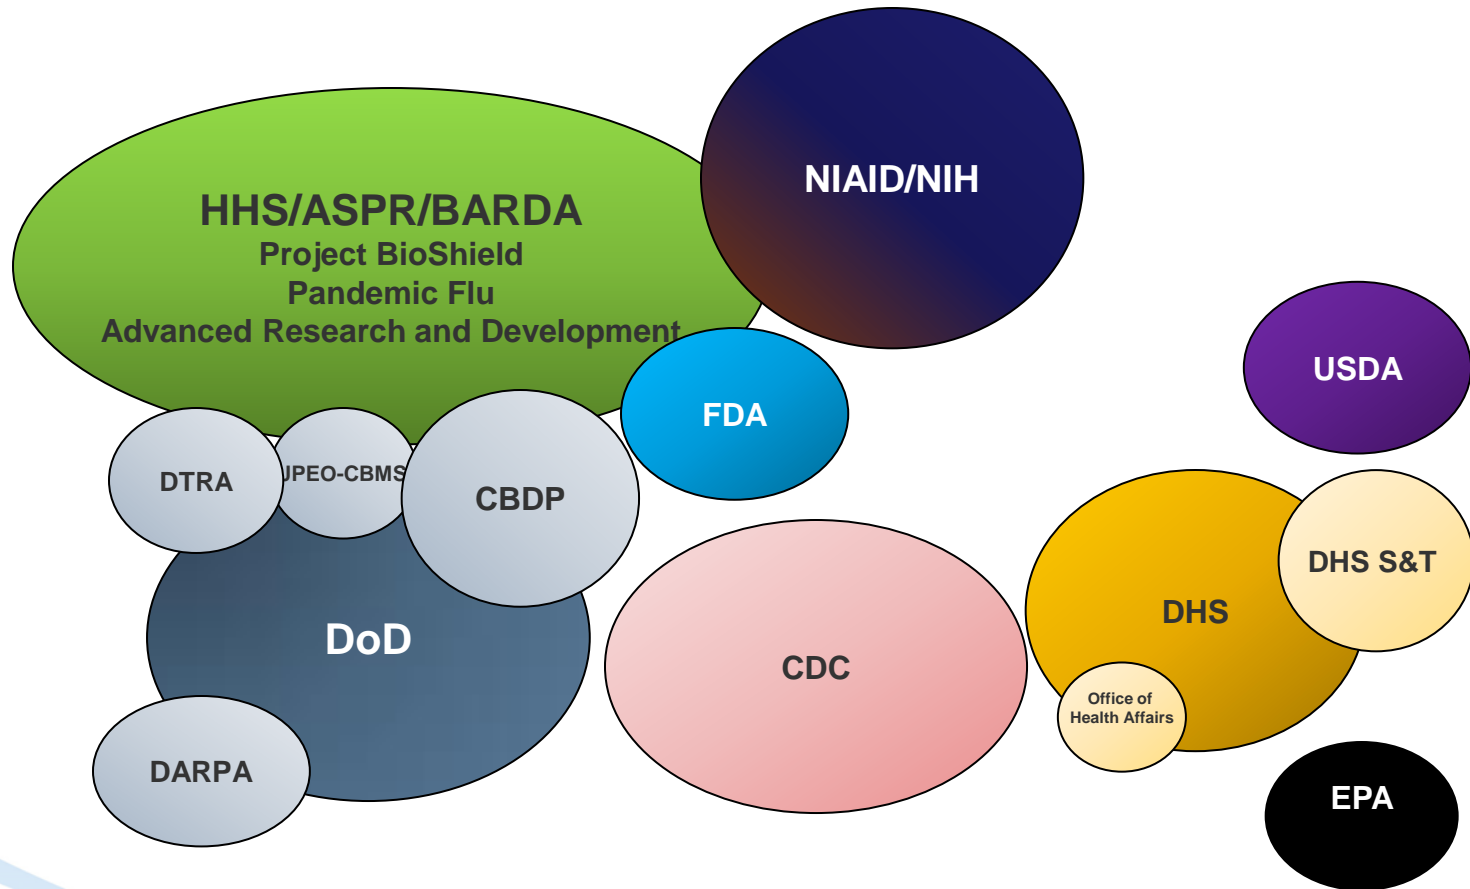 HHS/ASPR/BARDA
Project BioShield
Pandemic Flu
Advanced Research and Development
NIAID/NIH
FDA
USDA
DTRA
JPEO-CBMS
CBDP
DoD
DARPA
CDC
DHS
DHS S&T
Office of
Health Affairs
EPA